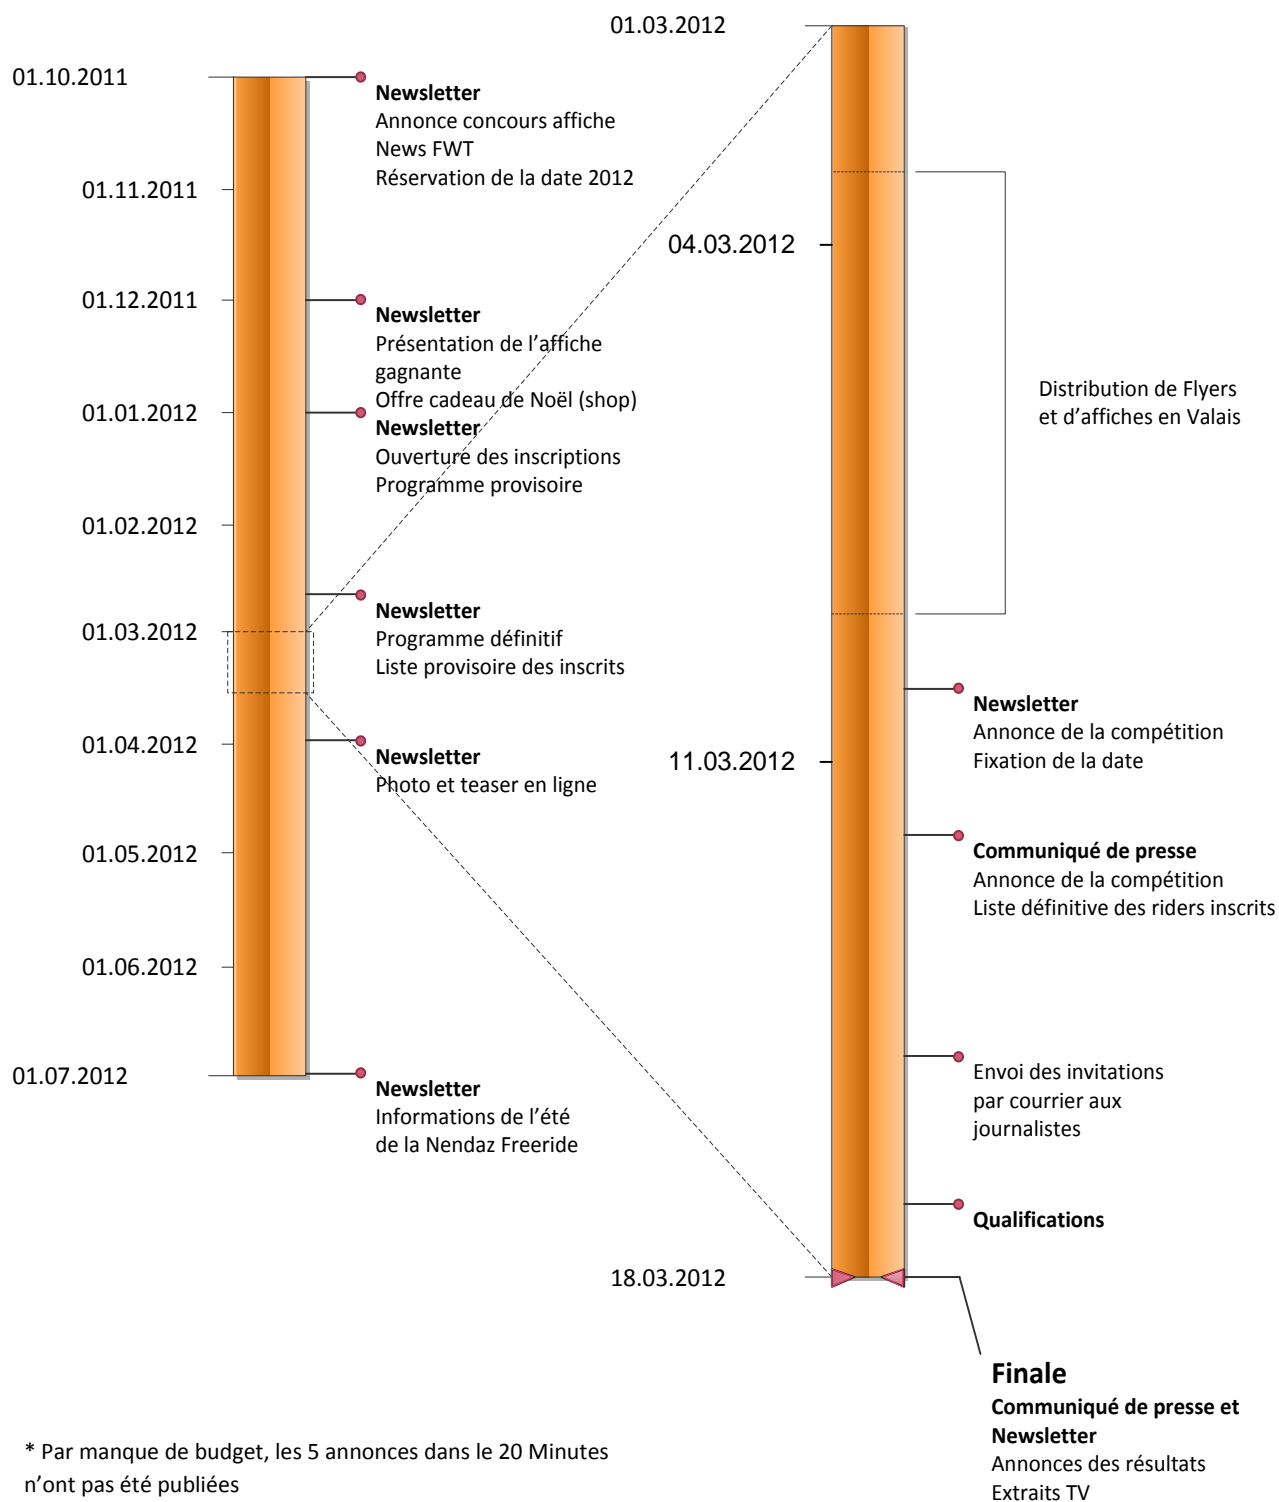 01.10.2011
Newsletter
Annonce concours affiche
News FWT
Réservation de la date 2012
01.11.2011
01.12.2011
Newsletter
Présentation de l’affiche
gagnante
Offre cadeau de Noël (shop)
01.01.2012
Newsletter
Ouverture des inscriptions
Programme provisoire
01.02.2012
Newsletter
Programme définitif
Liste provisoire des inscrits
01.03.2012
01.04.2012
Newsletter
Photo et teaser en ligne
01.05.2012
01.06.2012
01.07.2012
Newsletter
Informations de l’été
de la Nendaz Freeride
01.03.2012
04.03.2012
Distribution de Flyers
et d’affiches en Valais
Newsletter
Annonce de la compétition
Fixation de la date
11.03.2012
Communiqué de presse
Annonce de la compétition
Liste définitive des riders inscrits
Envoi des invitations
par courrier aux
journalistes
Qualifications
18.03.2012
Finale
Communiqué de presse et
Newsletter
Annonces des résultats
Extraits TV
* Par manque de budget, les 5 annonces dans le 20 Minutes
n’ont pas été publiées